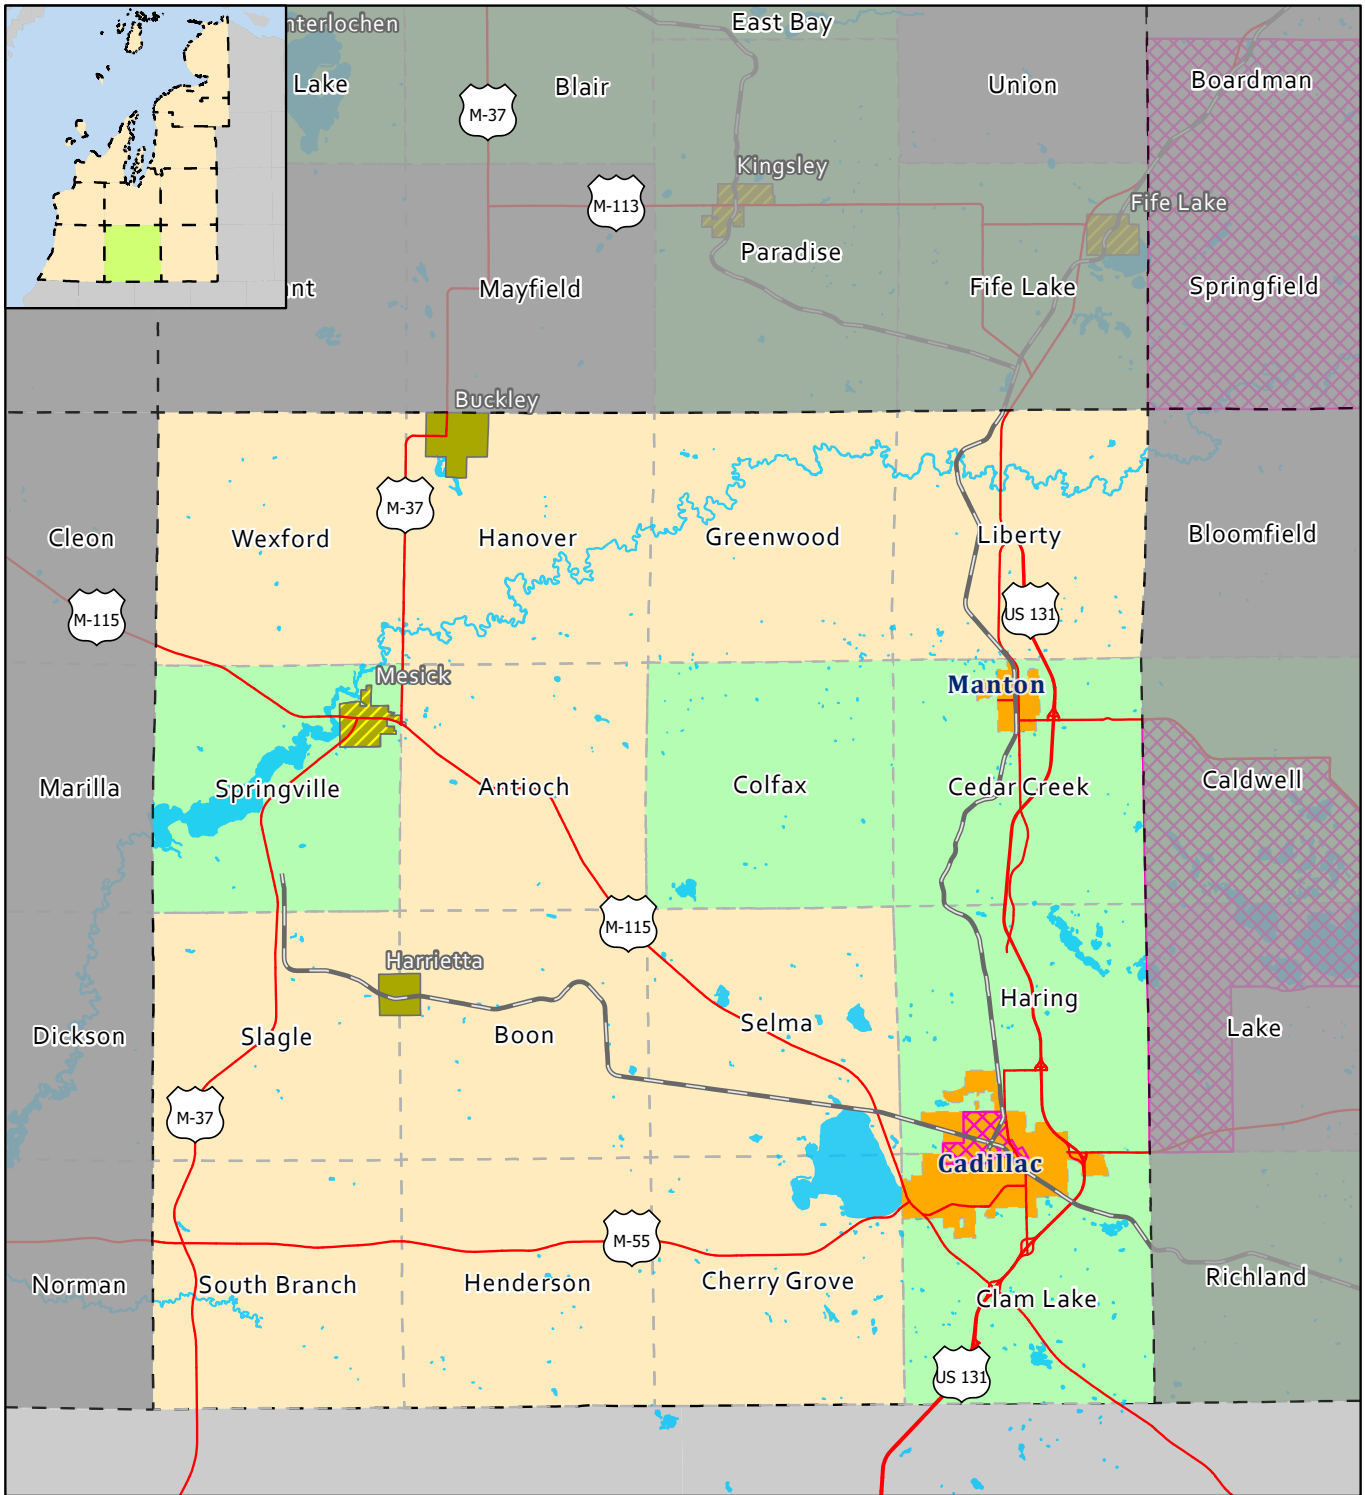 East Bay
nterlochen
Lake
Blair
Union
Boardman
M-37
Kingsley
M-113
Fife Lake
Paradise
nt
Mayfield
Fife Lake
Springfield
Buckley
M-37
Cleon
Wexford
Hanover
Greenwood
Liberty
Bloomfield
M-115
US 131
Mesick
Manton
Marilla
Springville
Antioch
Colfax
Cedar Creek
Caldwell
M-115
Harrietta
Haring
Dickson
Slagle
Boon
Selma
Lake
M-37
Cadillac
M-55
Norman
South Branch
Henderson
Cherry Grove
Clam Lake
Richland
US 131